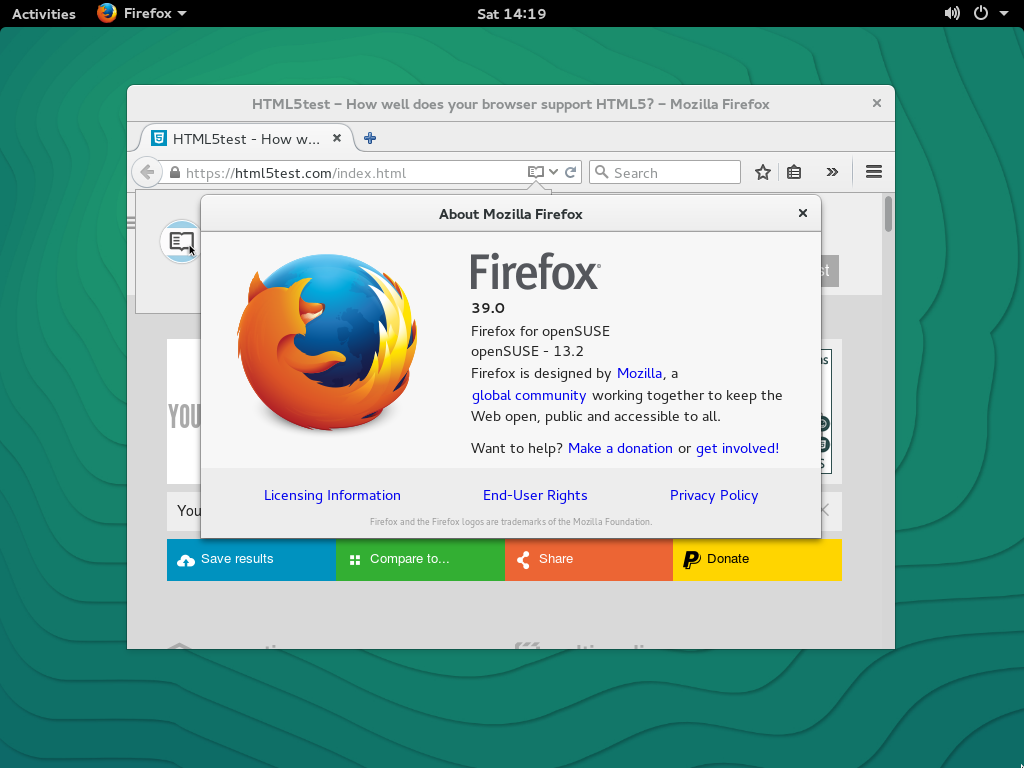 Activities Firefox Sat 14:19
HTML5test – How well does your browser support HTML5? – Mozilla Firefox
HTML5test - How w...
https://html5test.com/index.html Search
About Mozilla Firefox
Firefox
39.0
Firefox for openSUSE
openSUSE - 13.2
Firefox is designed by Mozilla, a
global community working together to keep the
Web open, public and accessible to all.
Want to help? Make a donation or get involved!
Licensing Information End-User Rights Privacy Policy
Firefox and the Firefox logos are trademarks of the Mozilla Foundation.
YOU
You
Save results Compare to... Share Donate